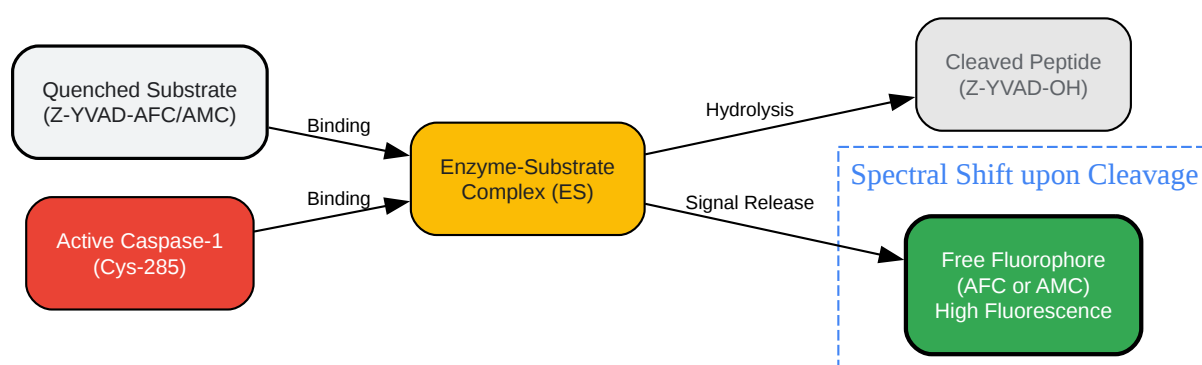 Quenched Substrate
(Z-YVAD-AFC/AMC)
Binding
Active Caspase-1
(Cys-285)
Binding
Enzyme-Substrate
Complex (ES)
Hydrolysis
Cleaved Peptide
(Z-YVAD-OH)
Signal Release
Spectral Shift upon Cleavage
Free Fluorophore
(AFC or AMC)
High Fluorescence